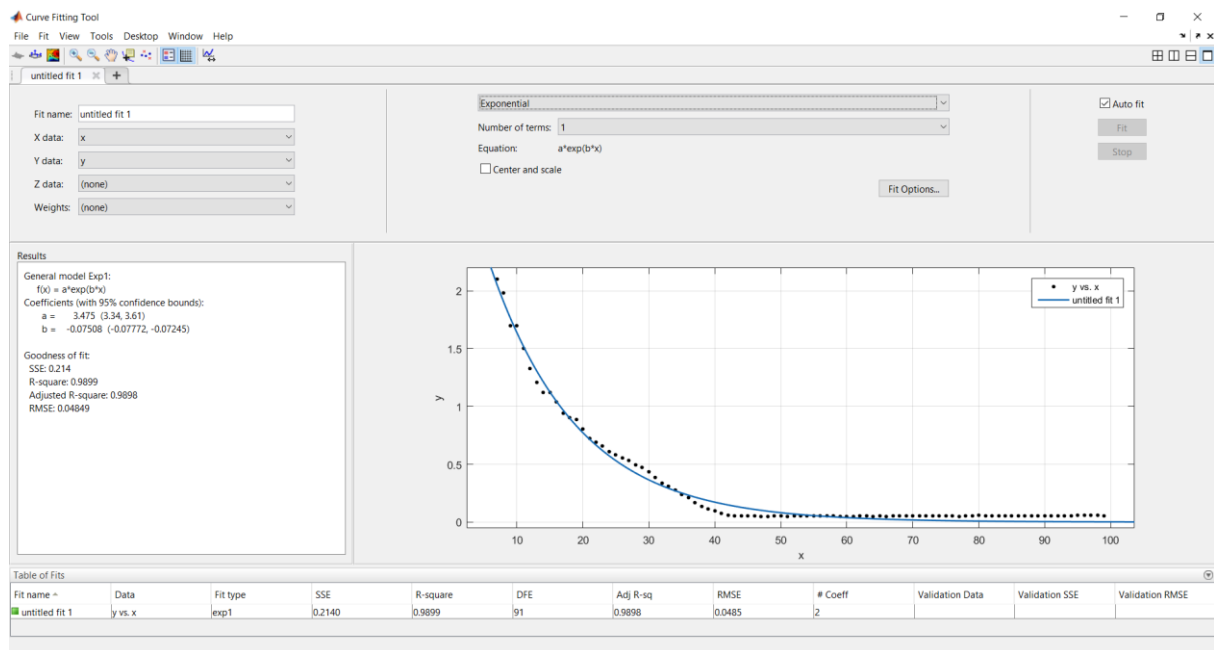 Curve Fitting Tool
File Fit View Tools Desktop Window Help
untitled fit 1
Fit name: untitled fit 1
X data: x
Y data: y
Z data: (none)
Weights: (none)
Exponential
Number of terms: 1
Equation: a*exp(b*x)
Center and scale
Fit Options...
Auto fit
Fit
Stop
Results
General model Exp1:
f(x) = a*exp(b*x)
Coefficients (with 95% confidence bounds):
a = 3.475 (3.34, 3.61)
b = -0.07508 (-0.07772, -0.07245)
Goodness of fit:
SSE: 0.214
R-square: 0.9899
Adjusted R-square: 0.9898
RMSE: 0.04849
y vs. x
untitled fit 1
2
1.5
1
0.5
0
y
10 20 30 40 50 60 70 80 90 100
x
Table of Fits
Fit name Data Fit type SSE R-square DFE Adj R-sq RMSE # Coeff Validation Data Validation SSE Validation RMSE
untitled fit 1 y vs. x exp1 0.2140 0.9899 91 0.9898 0.0485 2